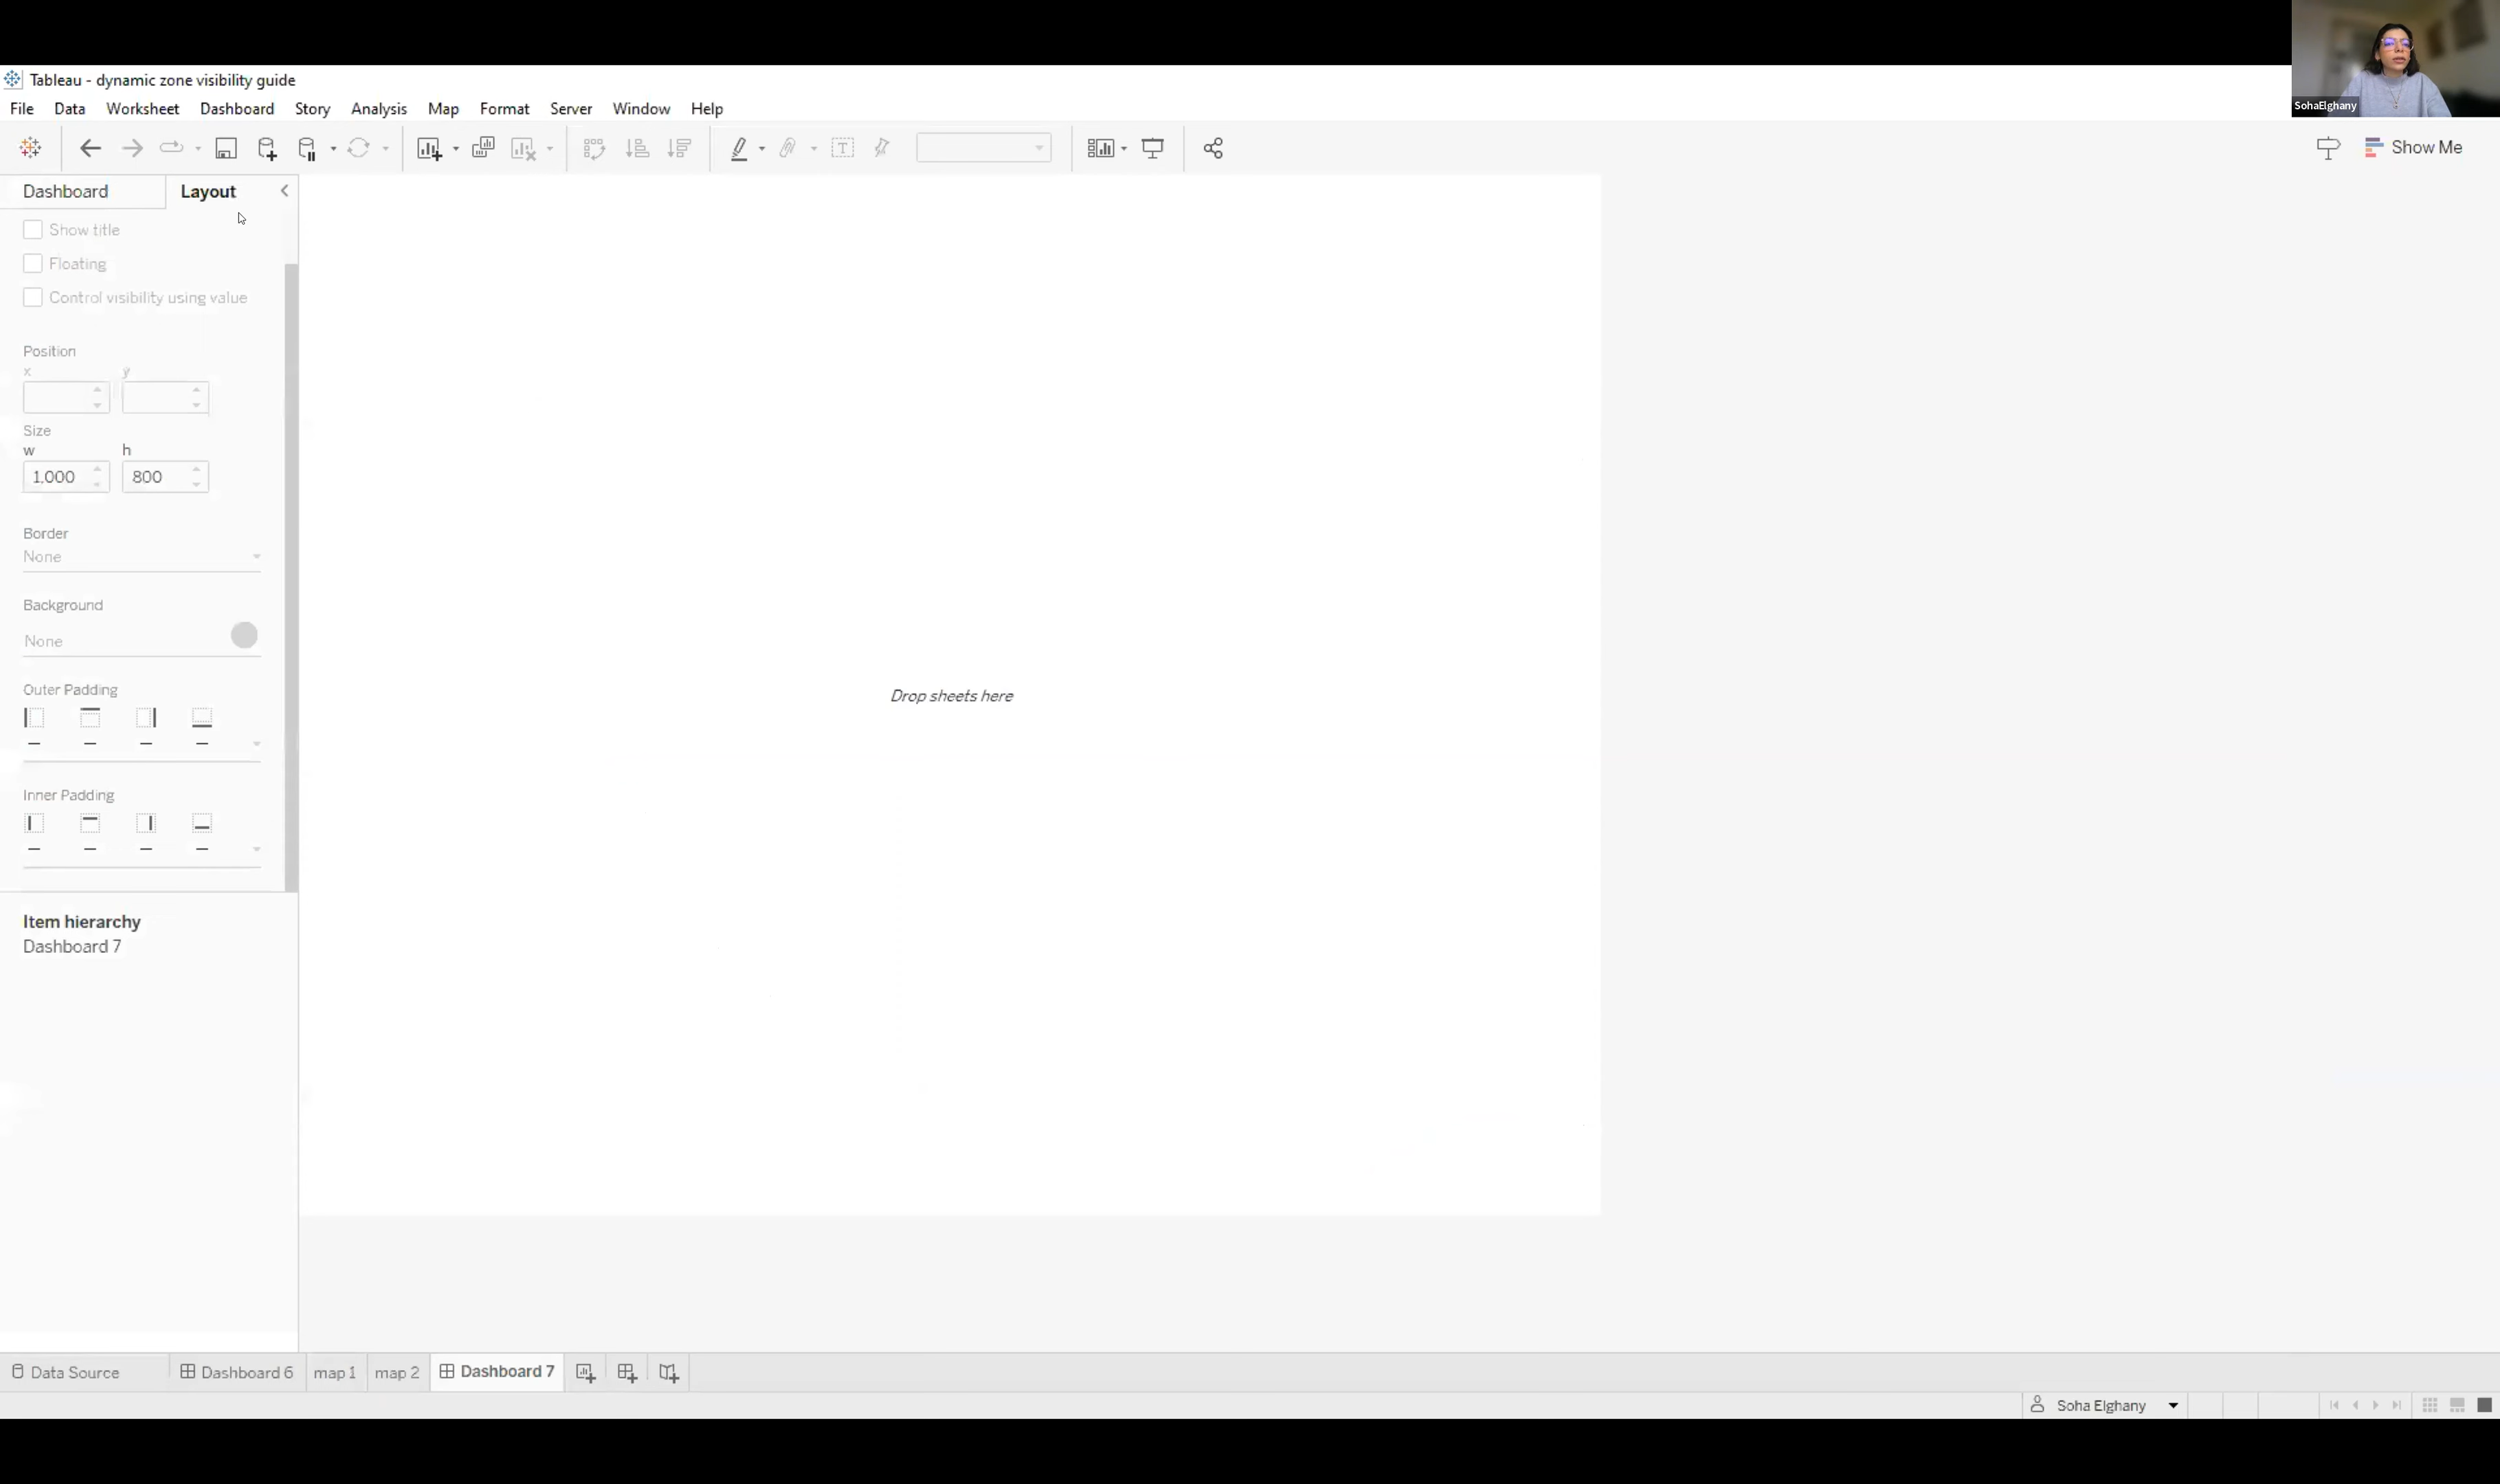 SohaElghany
Tableau - dynamic zone visibility guide
File Data Worksheet Dashboard Story Analysis Map Format Server Window Help
Show Me
Dashboard Layout
Show title
Floating
Control visibility using value
Position
x y
Size
w h
1,000 800
Border
None
Background
None
Outer Padding
Inner Padding
Item hierarchy
Dashboard 7
Drop sheets here
Data Source Dashboard 6 map 1 map 2 Dashboard 7
Soha Elghany